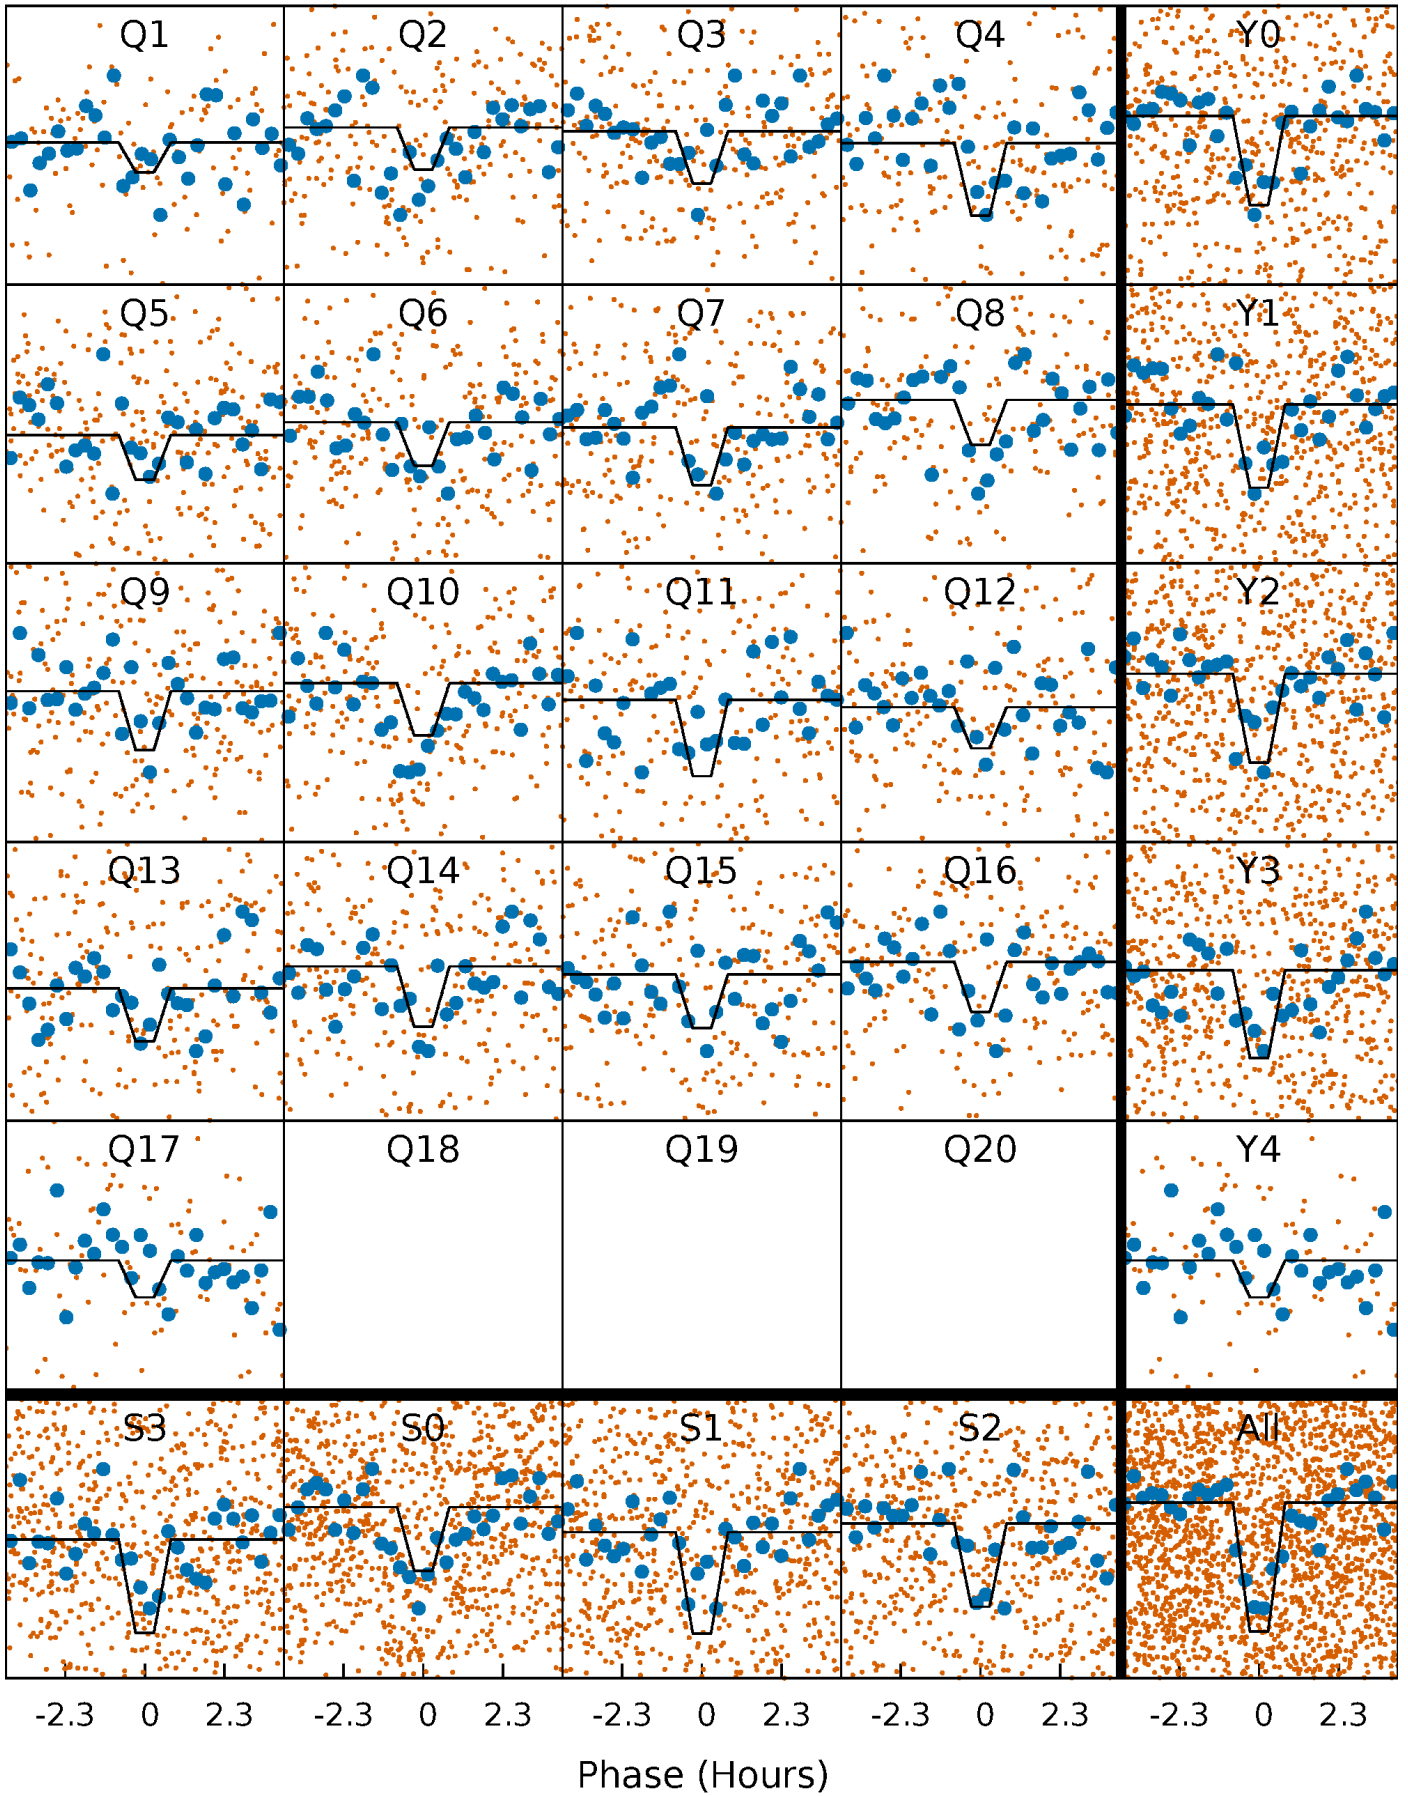 Q1 Q2 Q3 Q4 Y0
Q5 Q6 Q7 Q8 Y1
Q9 Q10 Q11 Q12 Y2
Q13 Q14 Q15 Q16 Y3
Q17 Q18 Q19 Q20 Y4
S3 S0 S1 S2 All
-2.3 0 2.3 -2.3 0 2.3 -2.3 0 2.3 -2.3 0 2.3 -2.3 0 2.3
Phase (Hours)